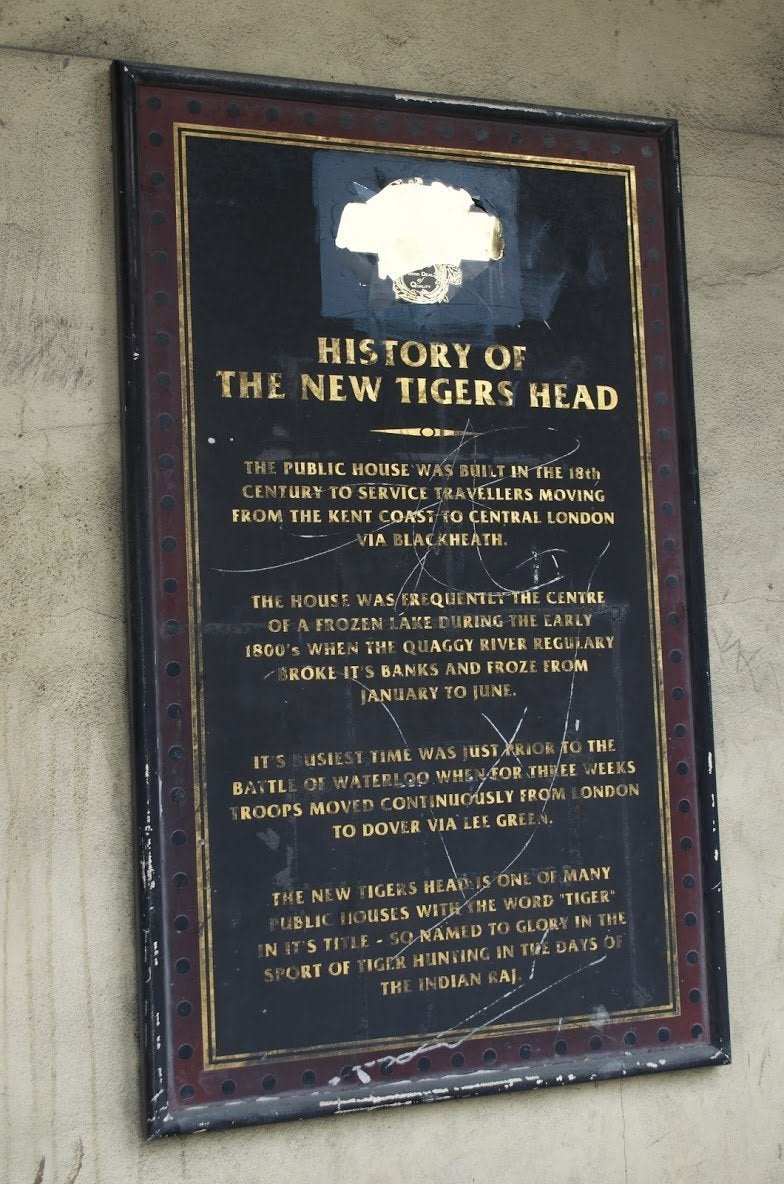 GOOD DEAL
of
QUALITY
HISTORY OF
THE NEW TIGERS HEAD
THE PUBLIC HOUSE WAS BUILT IN THE 18th
CENTURY TO SERVICE TRAVELLERS MOVING
FROM THE KENT COAST TO CENTRAL LONDON
VIA BLACKHEATH.
THE HOUSE WAS FREQUENTLY THE CENTRE
OF A FROZEN LAKE DURING THE EARLY
1800's WHEN THE QUAGGY RIVER REGULARY
BROKE IT'S BANKS AND FROZE FROM
JANUARY TO JUNE.
IT'S BUSIEST TIME WAS JUST PRIOR TO THE
BATTLE OF WATERLOO WHEN FOR THREE WEEKS
TROOPS MOVED CONTINUOUSLY FROM LONDON
TO DOVER VIA LEE GREEN.
THE NEW TIGERS HEAD IS ONE OF MANY
PUBLIC HOUSES WITH THE WORD "TIGER"
IN IT'S TITLE - SO NAMED TO GLORY IN THE
SPORT OF TIGER HUNTING IN THE DAYS OF
THE INDIAN RAJ.